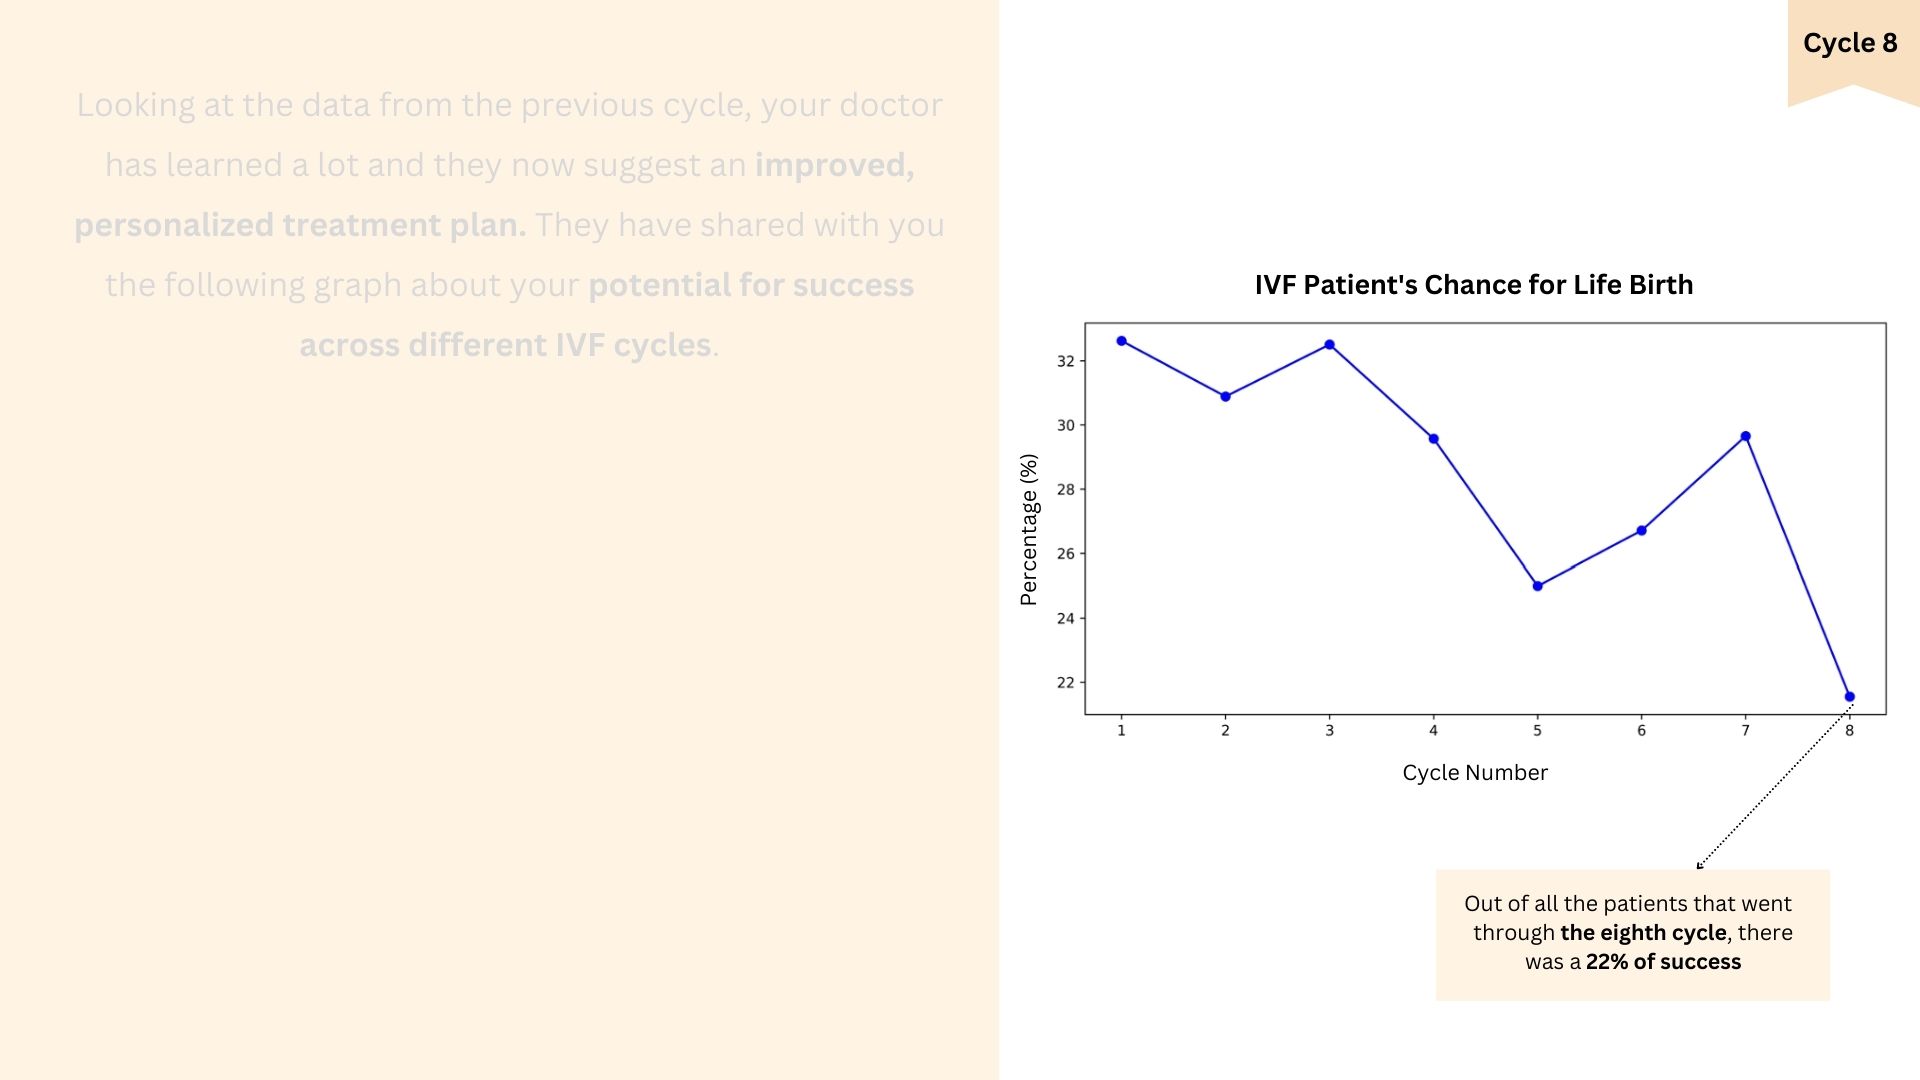 Cycle 8
Looking at the data from the previous cycle, your doctor
has learned a lot and they now suggest an improved,
personalized treatment plan. They have shared with you
the following graph about your potential for success
across different IVF cycles.
IVF Patient's Chance for Life Birth
Percentage (%)
32
30
28
26
24
22
1 2 3 4 5 6 7 8
Cycle Number
Out of all the patients that went
through the eighth cycle, there
was a 22% of success